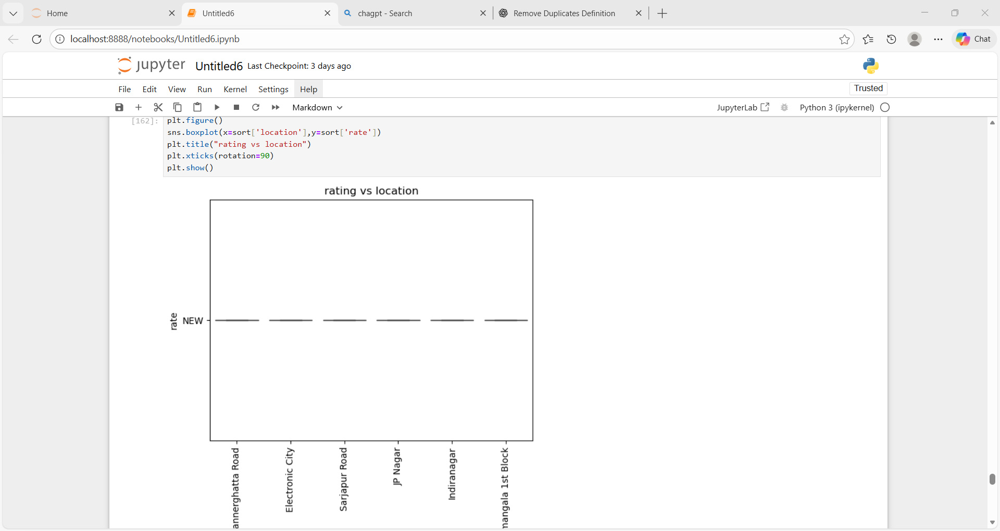 Home
Untitled6
chagpt - Search
Remove Duplicates Definition
localhost:8888/notebooks/Untitled6.ipynb
Chat
jupyter Untitled6 Last Checkpoint: 3 days ago
File Edit View Run Kernel Settings Help
Trusted
Markdown
JupyterLab
Python 3 (ipykernel)
[162]: plt.figure()
sns.boxplot(x=sort['location'],y=sort['rate'])
plt.title("rating vs location")
plt.xticks(rotation=90)
plt.show()
rating vs location
rate
NEW
annerghatta Road
Electronic City
Sarjapur Road
JP Nagar
Indiranagar
mangala 1st Block